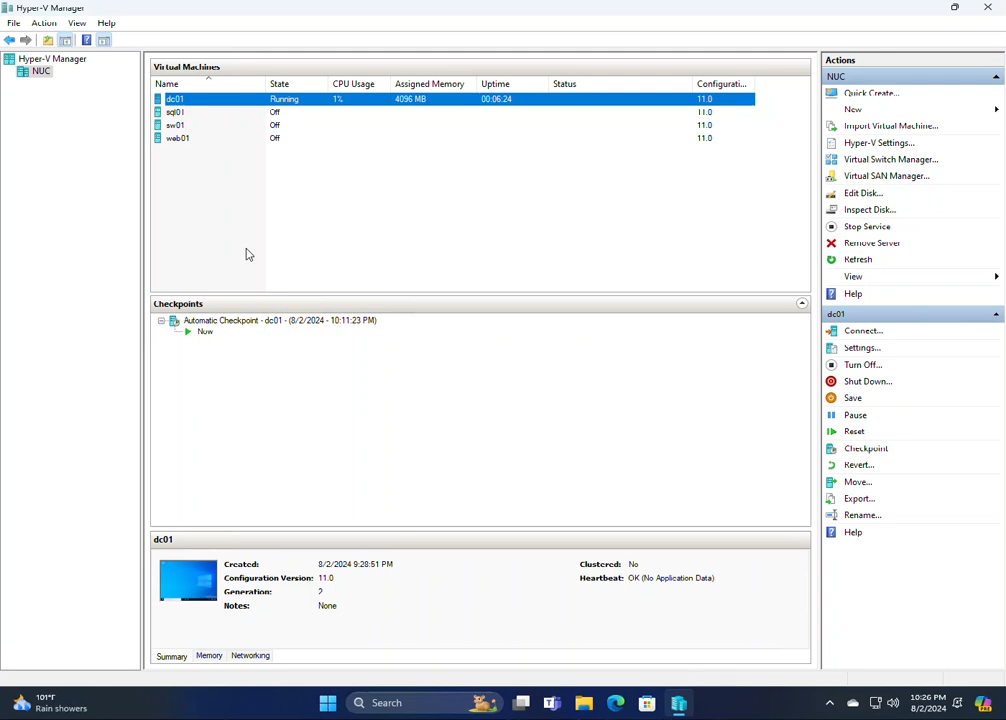 Hyper-V Manager
File Action View Help
Hyper-V Manager
NUC
Virtual Machines
Name State CPU Usage Assigned Memory Uptime Status Configurati...
dc01 Running 1% 4096 MB 00:06:24 11.0
sql01 Off 11.0
sw01 Off 11.0
web01 Off 11.0
Checkpoints
Automatic Checkpoint - dc01 - (8/2/2024 - 10:11:23 PM)
Now
dc01
Created: 8/2/2024 9:28:51 PM Clustered: No
Configuration Version: 11.0 Heartbeat: OK (No Application Data)
Generation: 2
Notes: None
Summary Memory Networking
Actions
NUC
Quick Create...
New
Import Virtual Machine...
Hyper-V Settings...
Virtual Switch Manager...
Virtual SAN Manager...
Edit Disk...
Inspect Disk...
Stop Service
Remove Server
Refresh
View
Help
dc01
Connect...
Settings...
Turn Off...
Shut Down...
Save
Pause
Reset
Checkpoint
Revert...
Move...
Export...
Rename...
Help
101°F
Rain showers
Search
10:26 PM
8/2/2024
PRE